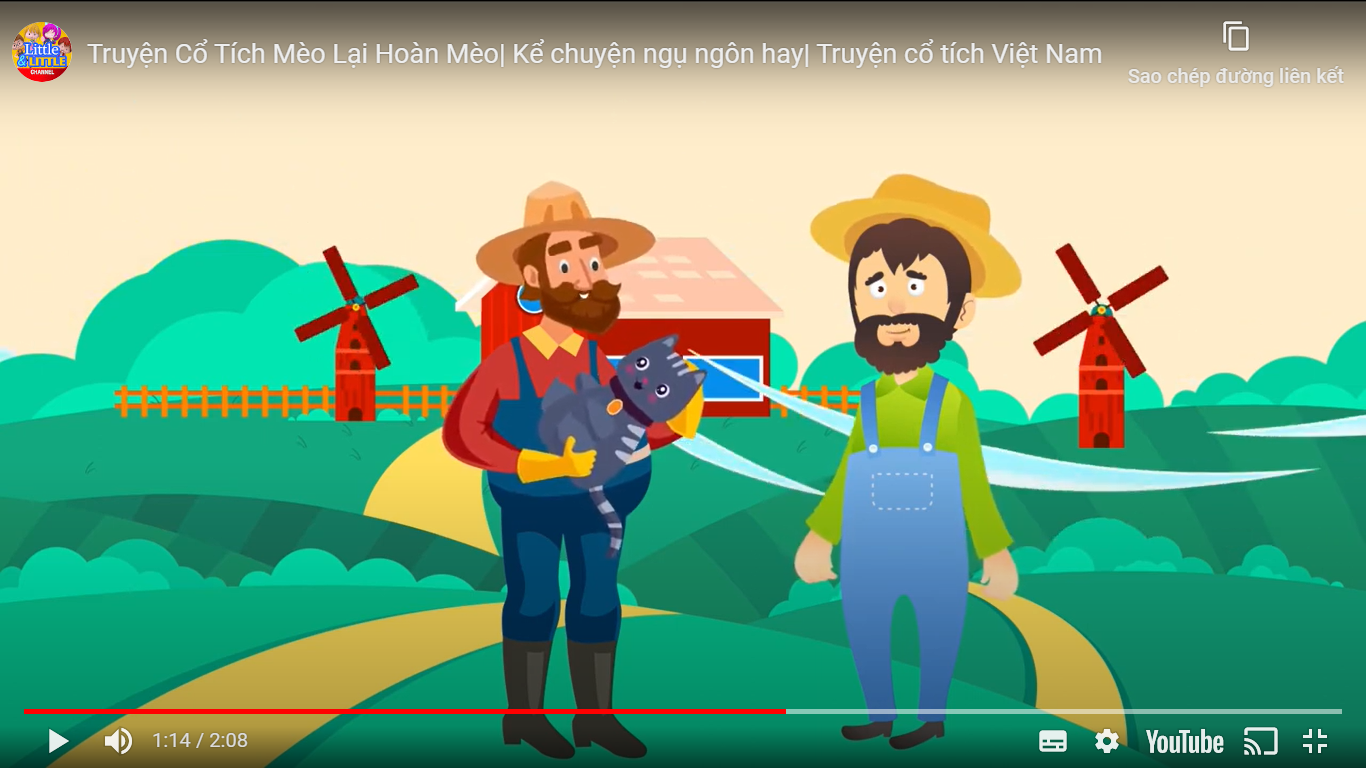 Little
& LITTLE
CHANNEL
Truyện Cổ Tích Mèo Lại Hoàn Mèo| Kể chuyện ngụ ngôn hay| Truyện cổ tích Việt Nam
Sao chép đường liên kết
1:14 / 2:08
YouTube